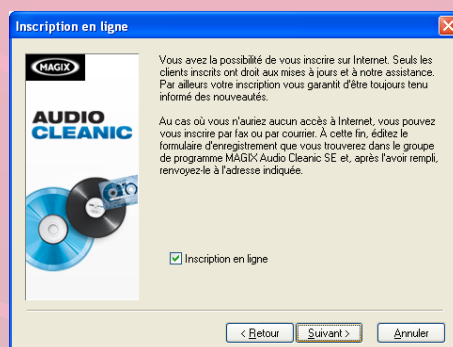 Inscription en ligne
MAGIX
AUDIO
CLEANIC
Vous avez la possibilité de vous inscrire sur Internet. Seuls les
clients inscrits ont droit aux mises à jours et à notre assistance.
Par ailleurs votre inscription vous garantit d'être toujours tenu
informé des nouveautés.
Au cas où vous n'auriez aucun accès à Internet, vous pouvez
vous inscrire par fax ou par courrier. À cette fin, éditez le
formulaire d'enregistrement que vous trouverez dans le groupe
de programme MAGIX Audio Cleanic SE et, après l'avoir rempli,
renvoyez-le à l'adresse indiquée.
Inscription en ligne
< Retour
Suivant >
Annuler